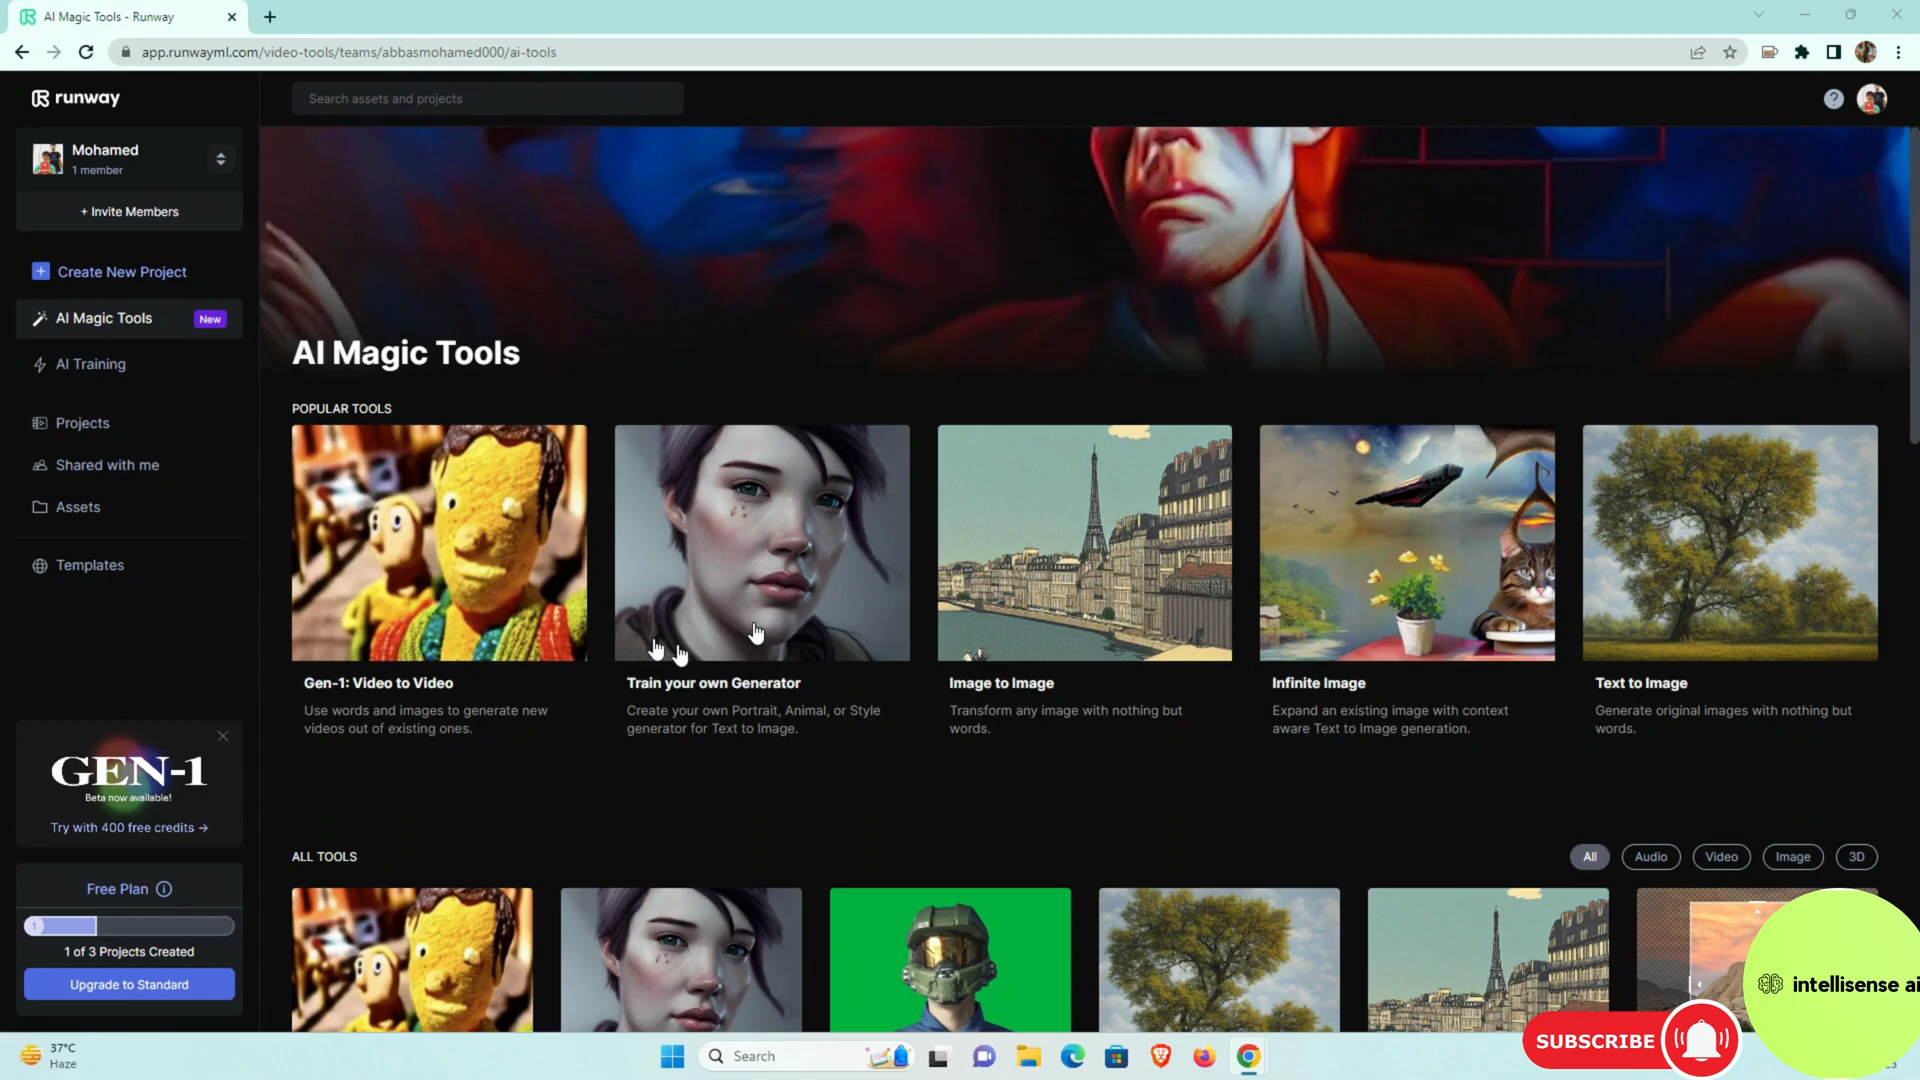 AI Magic Tools - Runway
app.runwayml.com/video-tools/teams/abbasmohamed000/ai-tools
runway
Search assets and projects
Mohamed
1 member
+ Invite Members
Create New Project
AI Magic Tools
New
AI Training
Projects
Shared with me
Assets
Templates
GEN-1
Beta now available!
Try with 400 free credits →
Free Plan
1
1 of 3 Projects Created
Upgrade to Standard
AI Magic Tools
POPULAR TOOLS
Gen-1: Video to Video
Use words and images to generate new
videos out of existing ones.
Train your own Generator
Create your own Portrait, Animal, or Style
generator for Text to Image.
Image to Image
Transform any image with nothing but
words.
Infinite Image
Expand an existing image with context
aware Text to Image generation.
Text to Image
Generate original images with nothing but
words.
ALL TOOLS
All
Audio
Video
Image
3D
intellisense ai
SUBSCRIBE
37°C
Haze
Search